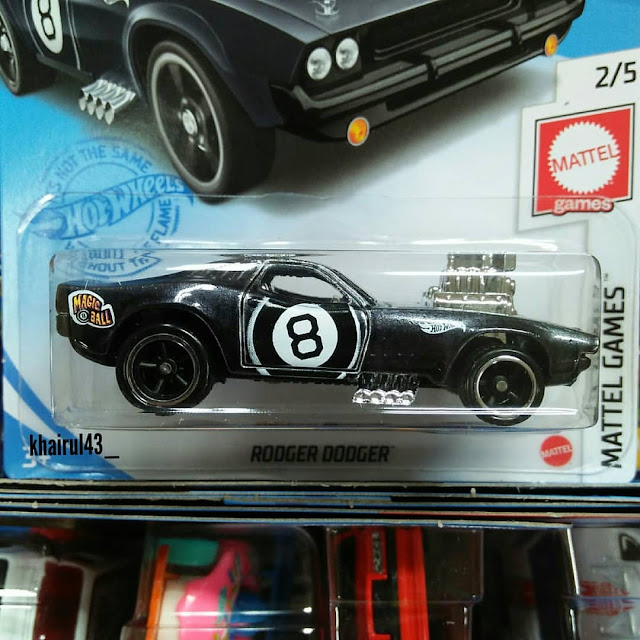 8
2/5
MATTEL
games
NOT THE SAME
HOT WHEELS
MAGIC
8
BALL
8
HOT WHEELS
MATTEL GAMES
khairul43_
RODGER DODGER™
MATTEL